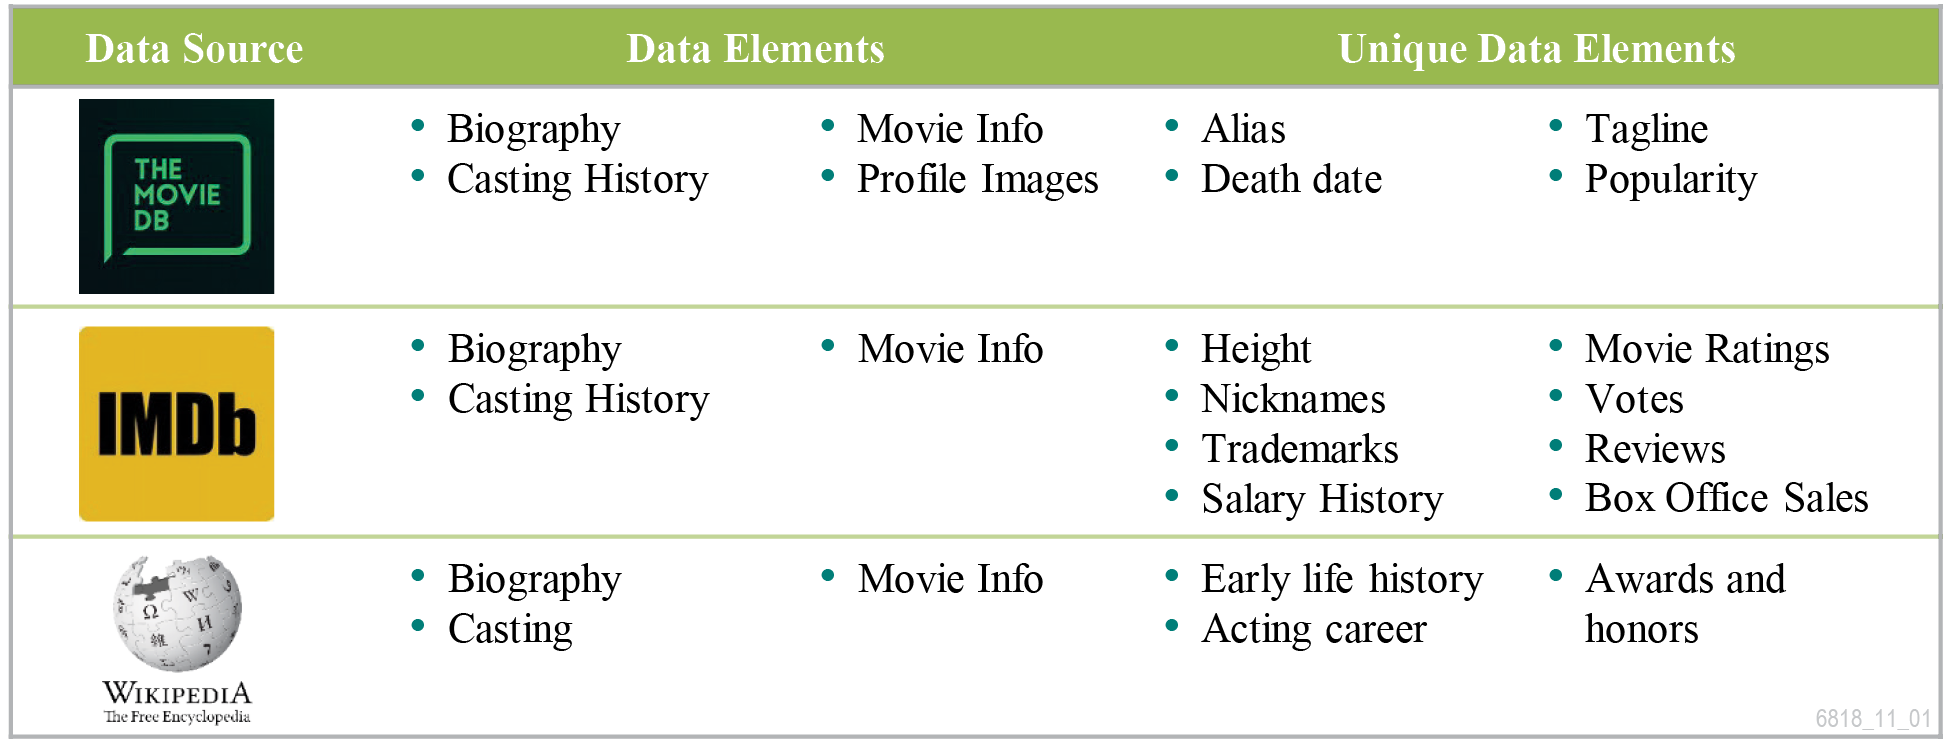 Data Source Data Elements Unique Data Elements
THE
MOVIE
DB
• Biography
• Casting History
• Movie Info
• Profile Images
• Alias
• Death date
• Tagline
• Popularity
IMDb
• Biography
• Casting History
• Movie Info
• Height
• Nicknames
• Trademarks
• Salary History
• Movie Ratings
• Votes
• Reviews
• Box Office Sales
Ω W И
WIKIPEDIA
The Free Encyclopedia
• Biography
• Casting
• Movie Info
• Early life history
• Acting career
• Awards and
honors
6818_11_01